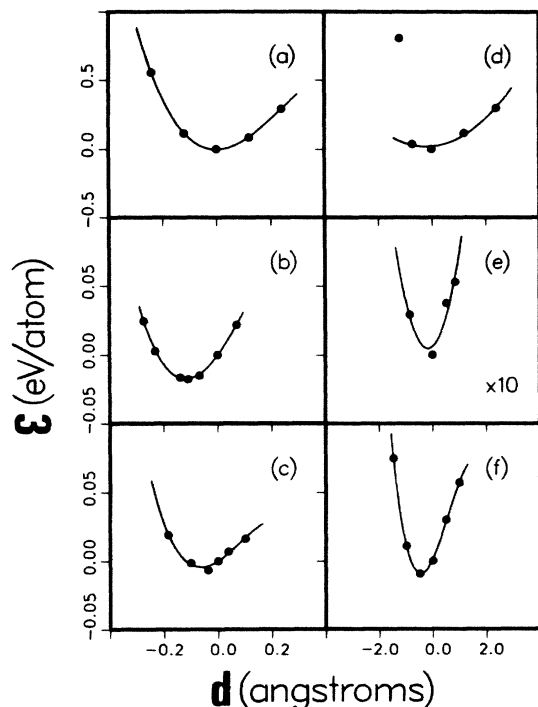 (a)
(d)
0.5
0.0
−0.5
(b)
(e)
0.05
0.00
−0.05
x10
(c)
(f)
0.05
0.00
−0.05
ε (eV/atom)
−0.2 0.0 0.2 −2.0 0.0 2.0
d (angstroms)